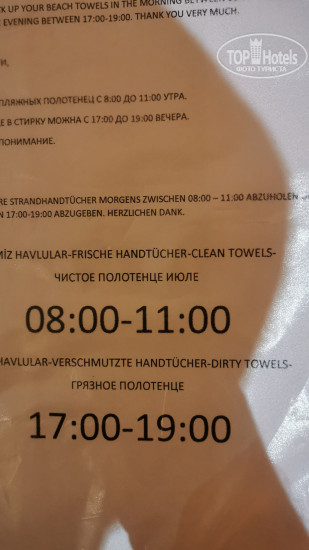 K UP YOUR BEACH TOWELS IN THE MORNING BETWEEN
EVENING BETWEEN 17:00-19:00. THANK YOU VERY MUCH.
TOP Hotels
ФОТО ТУРИСТА
И,
ПЛЯЖНЫХ ПОЛОТЕНЕЦ С 8:00 ДО 11:00 УТРА.
Е В СТИРКУ МОЖНА С 17:00 ДО 19:00 ВЕЧЕРА.
ПОНИМАНИЕ.
RE STRANDHANDTÜCHER MORGENS ZWISCHEN 08:00 – 11:00 ABZUHOLEN
N 17:00-19:00 ABZUGEBEN. HERZLICHEN DANK.
MİZ HAVLULAR-FRISCHE HANDTÜCHER-CLEAN TOWELS-
ЧИСТОЕ ПОЛОТЕНЦЕ ИЮЛЕ
08:00-11:00
HAVLULAR-VERSCHMUTZTE HANDTÜCHER-DIRTY TOWELS-
ГРЯЗНОЕ ПОЛОТЕНЦЕ
17:00-19:00